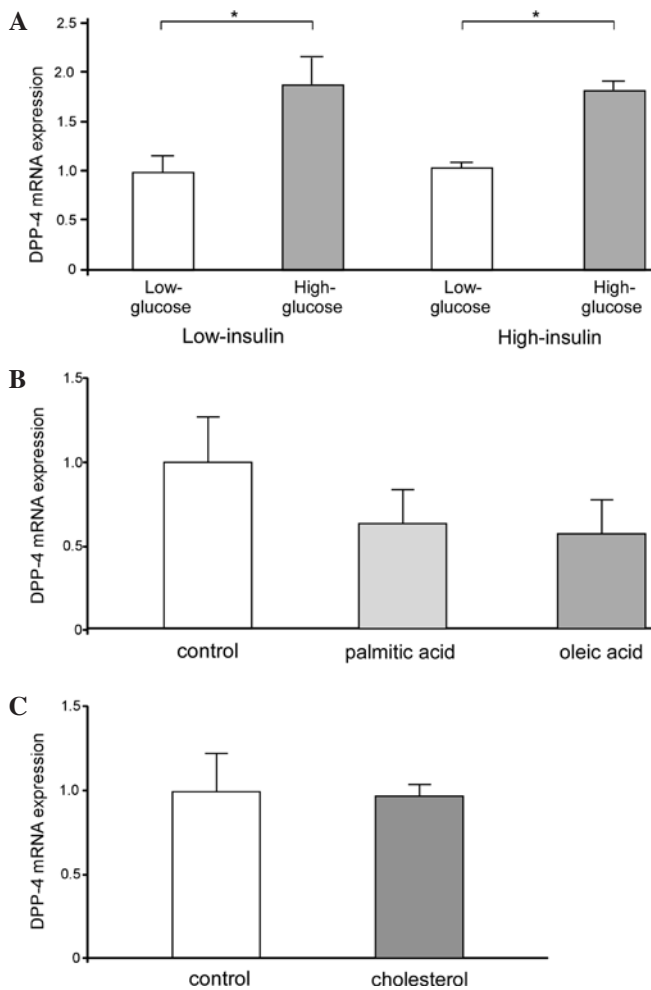 A
DPP-4 mRNA expression
*
*
2.5
2.0
1.5
1.0
0.5
0
Low-
glucose
High-
glucose
Low-
glucose
High-
glucose
Low-insulin
High-insulin
B
DPP-4 mRNA expression
1.5
1.0
0.5
0
control
palmitic acid
oleic acid
C
DPP-4 mRNA expression
1.5
1.0
0.5
0
control
cholesterol